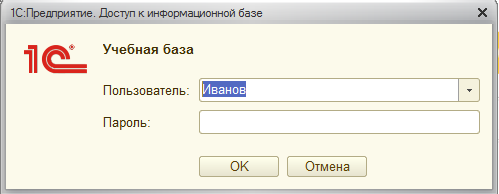 1С:Предприятие. Доступ к информационной базе
1С®
Учебная база
Пользователь: Иванов
Пароль:
OK Отмена